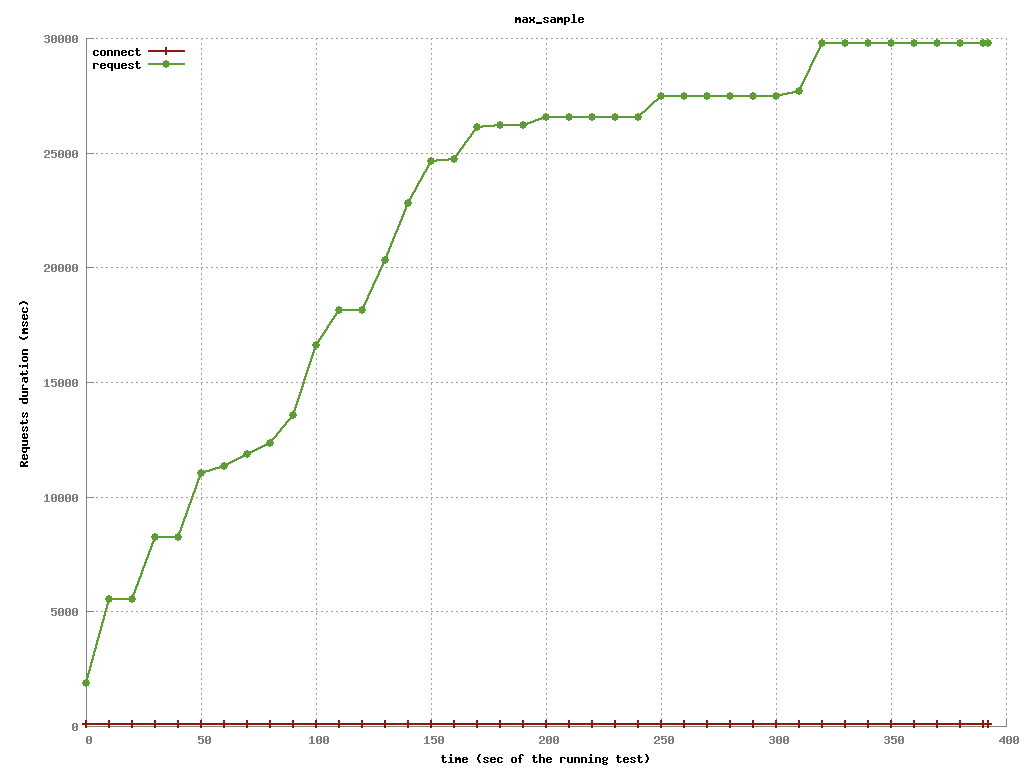 max_sample
connect
request
30000
25000
20000
15000
10000
5000
0
Requests duration (msec)
0 50 100 150 200 250 300 350 400
time (sec of the running test)